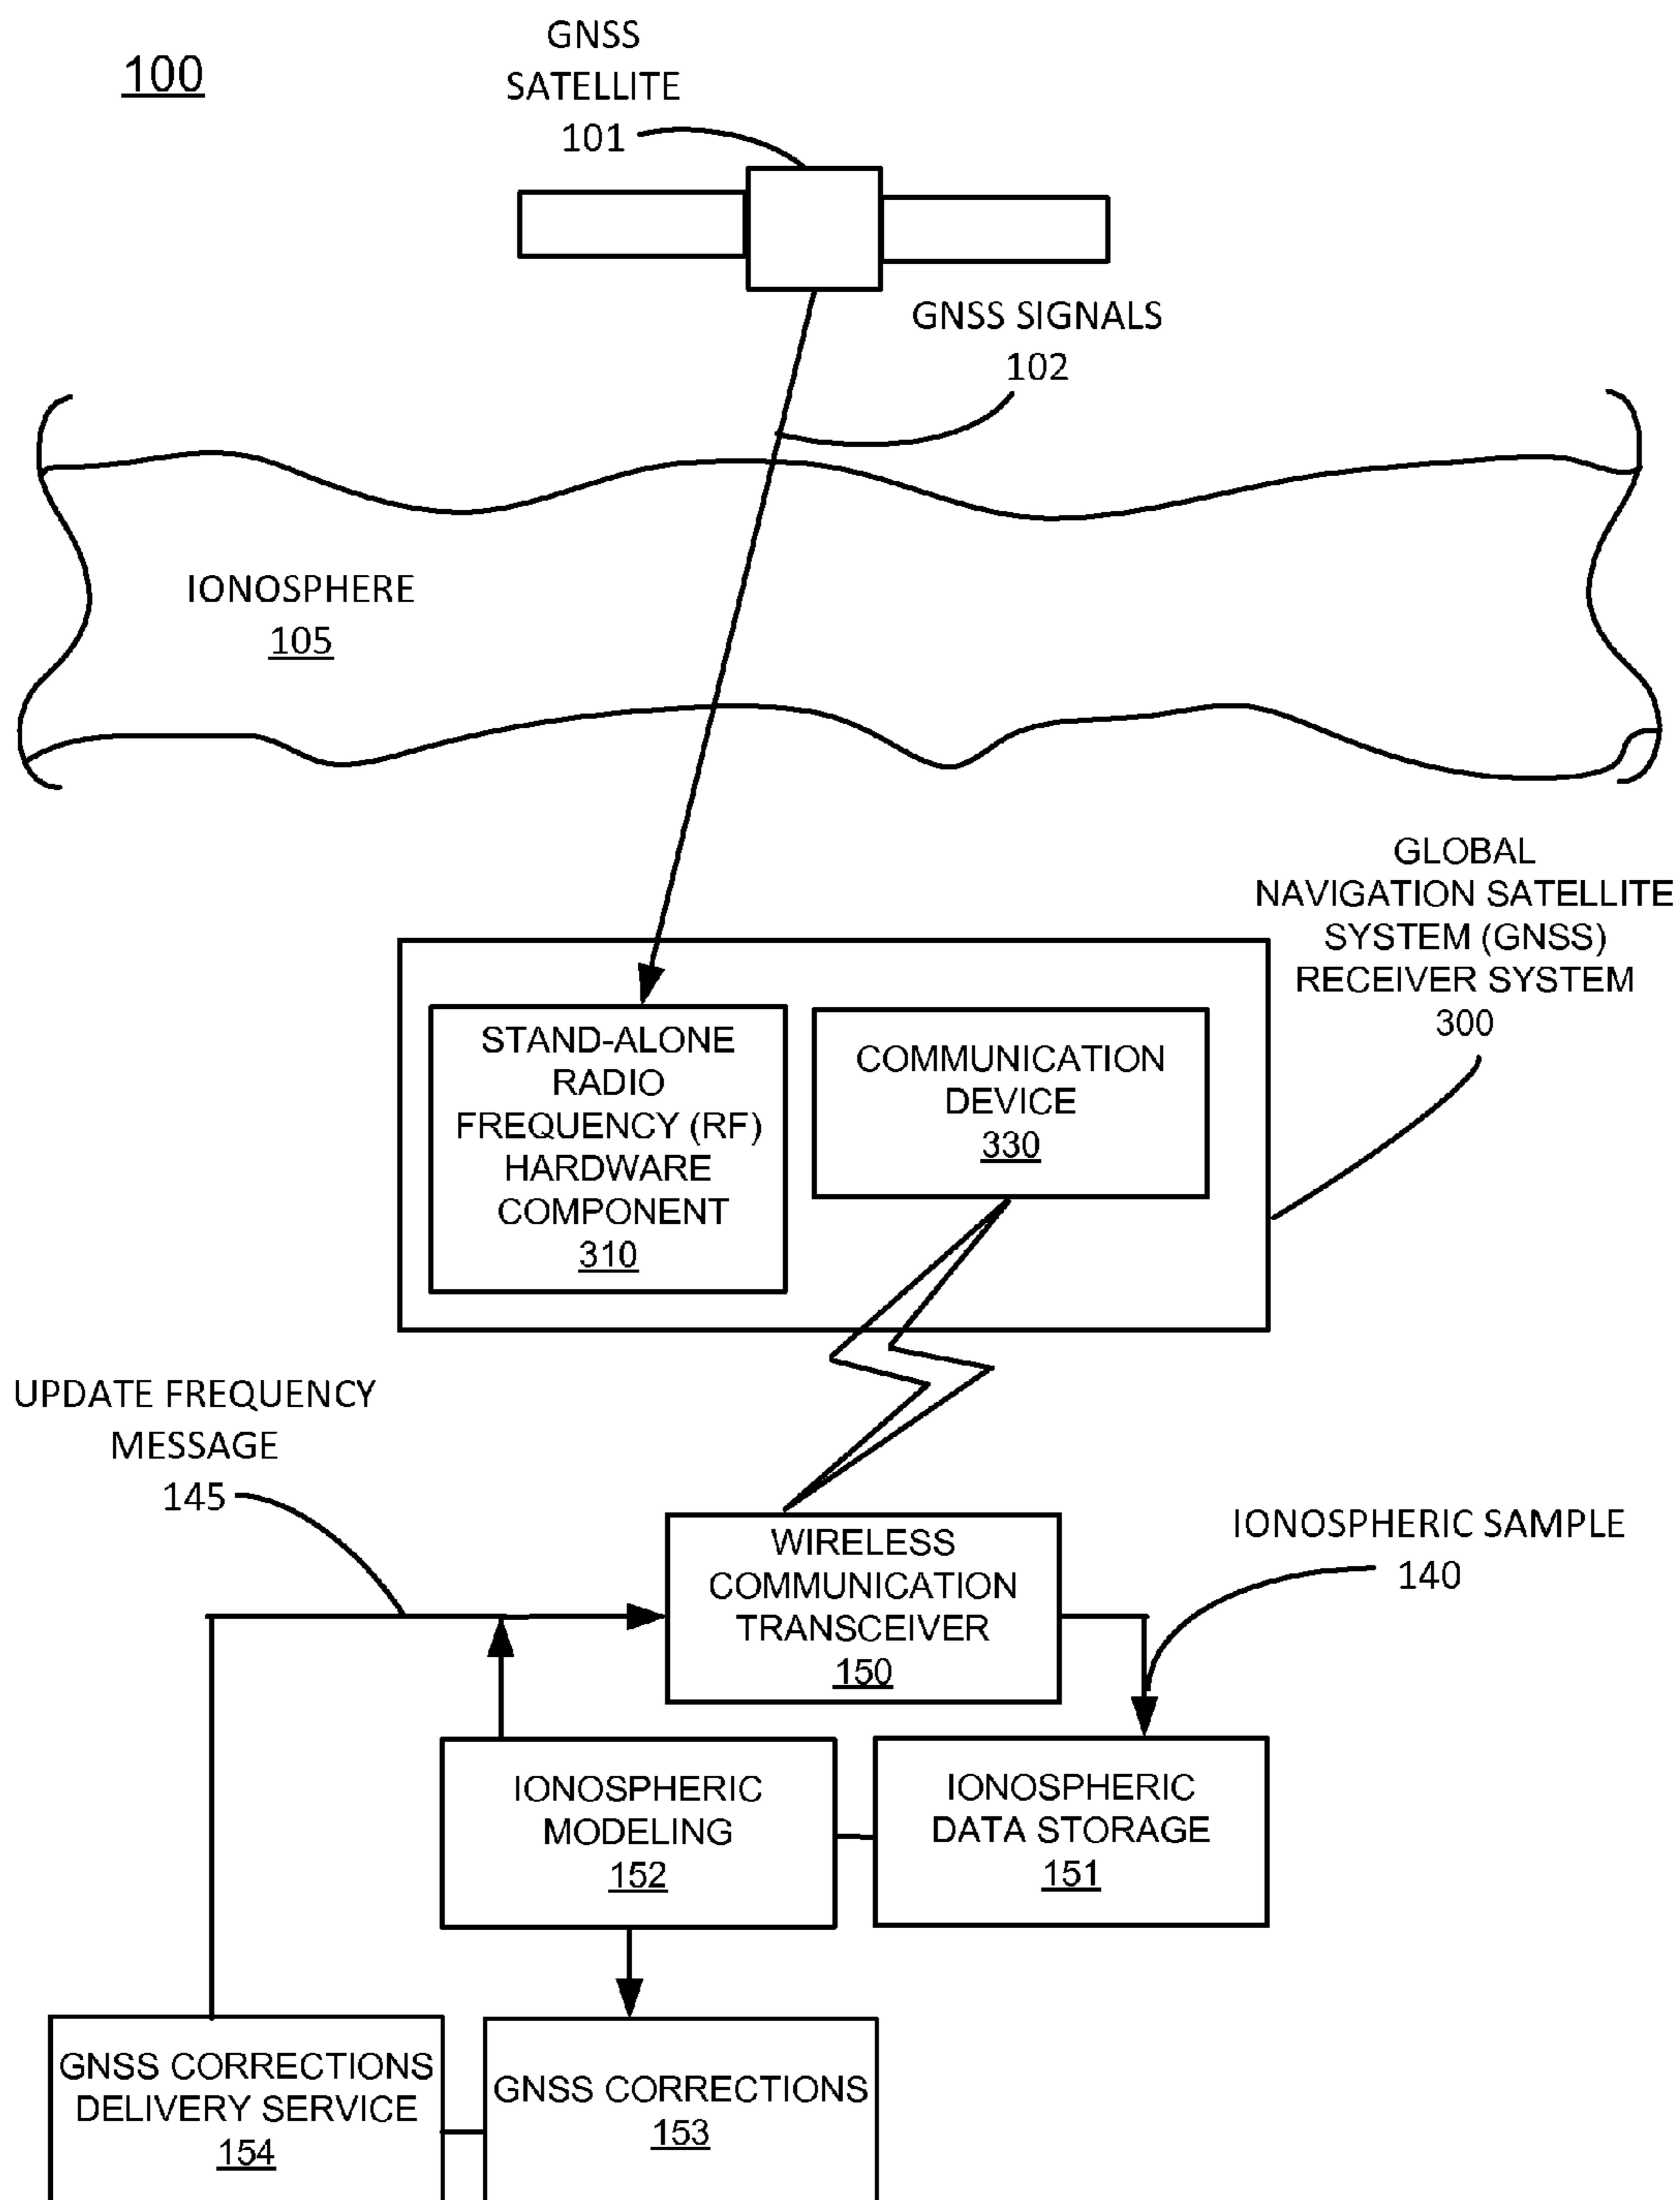 100
GNSS
SATELLITE
101
GNSS SIGNALS
102
IONOSPHERE
105
GLOBAL
NAVIGATION SATELLITE
SYSTEM (GNSS)
RECEIVER SYSTEM
300
STAND-ALONE
RADIO
FREQUENCY (RF)
HARDWARE
COMPONENT
310
COMMUNICATION
DEVICE
330
UPDATE FREQUENCY
MESSAGE
145
WIRELESS
COMMUNICATION
TRANSCEIVER
150
IONOSPHERIC SAMPLE
140
IONOSPHERIC
MODELING
152
IONOSPHERIC
DATA STORAGE
151
GNSS CORRECTIONS
DELIVERY SERVICE
154
GNSS CORRECTIONS
153